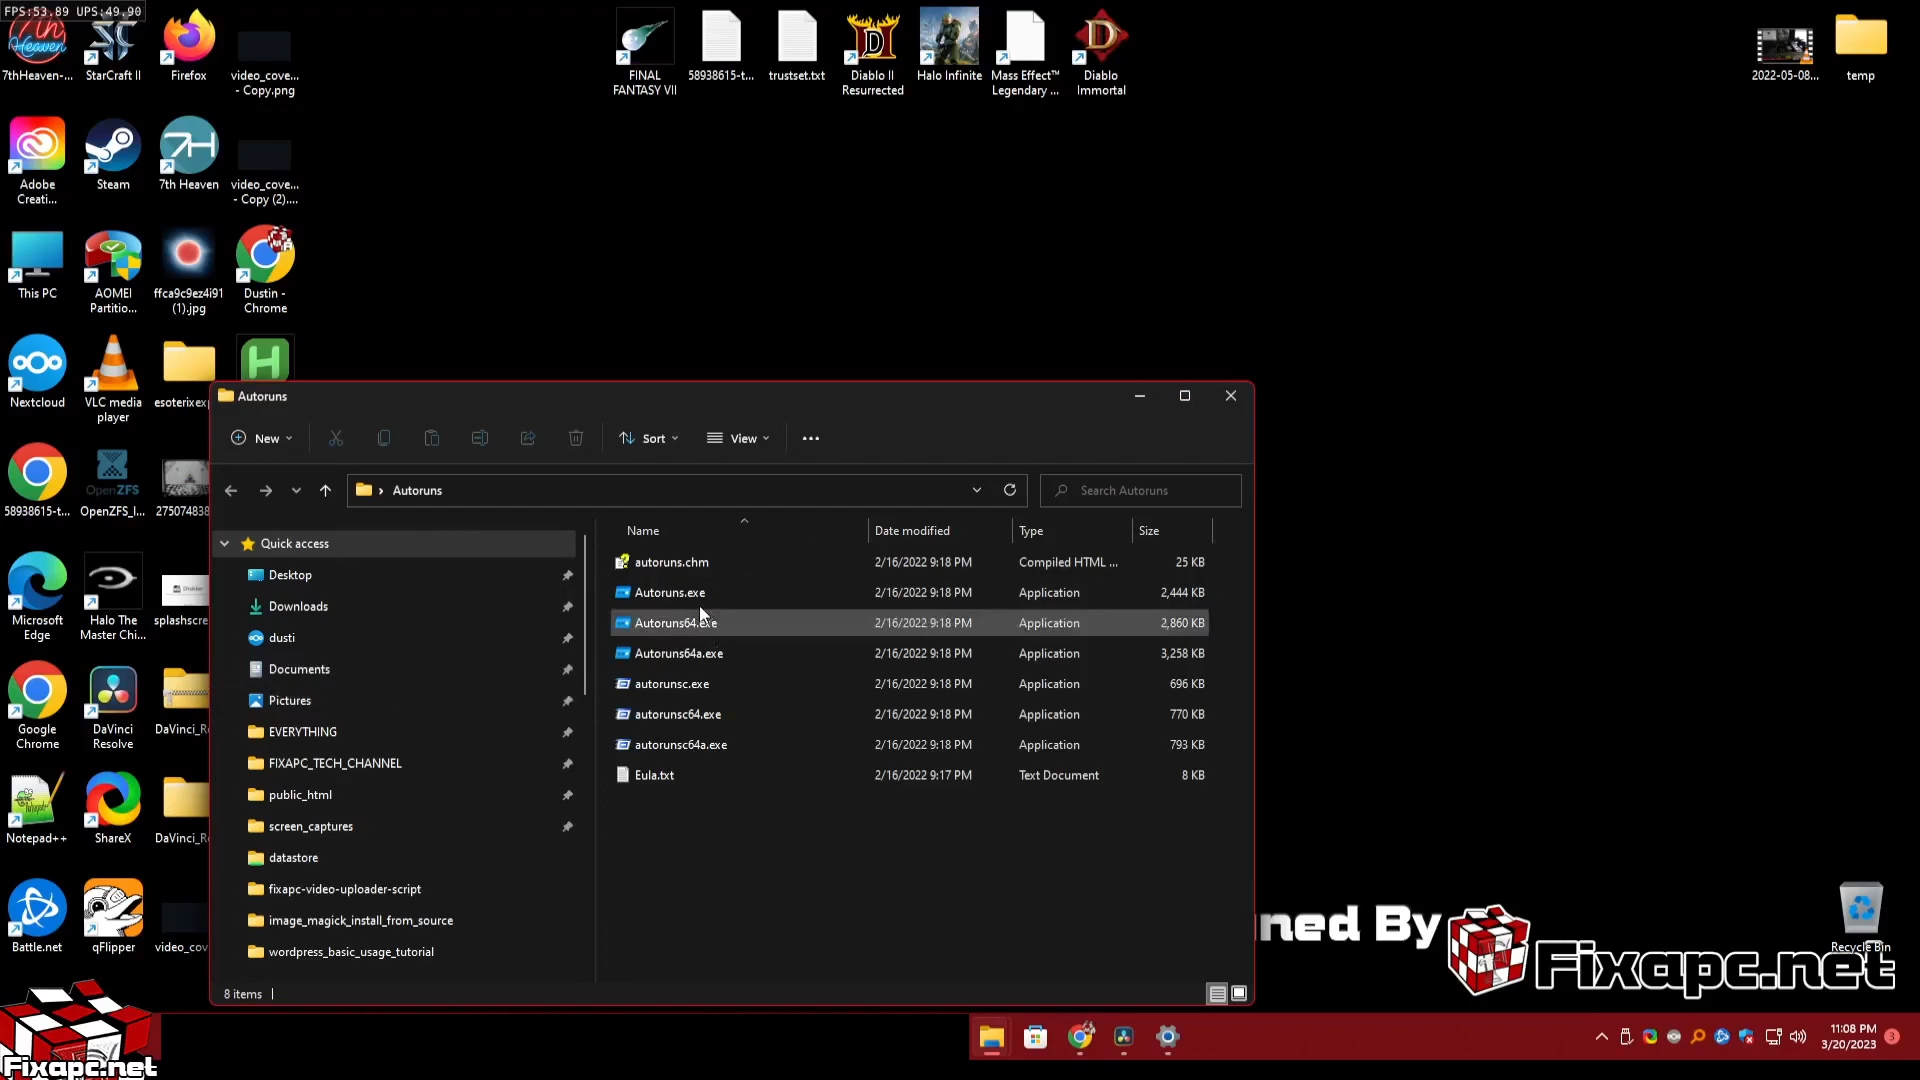 FPS:53.89 UPS:49.90
7th
Heaven
7thHeaven-...
StarCraft II
Firefox
video_cove...
- Copy.png
FINAL
FANTASY VII
58938615-t...
trustset.txt
Diablo II
Resurrected
Halo Infinite
Mass Effect™
Legendary ...
Diablo
Immortal
2022-05-08...
temp
Adobe
Creati...
Steam
7th Heaven
video_cove...
- Copy (2)....
This PC
AOMEI
Partitio...
ffca9c9ez4i91
(1).jpg
Dustin -
Chrome
Nextcloud
VLC media
player
esoterixexp
58938615-t...
OpenZFS
OpenZFS_I...
275074838
Microsoft
Edge
Halo The
Master Chi...
splashscre
Google
Chrome
DaVinci
Resolve
DaVinci_R
Notepad++
ShareX
DaVinci_R
Battle.net
qFlipper
video_cov
Autoruns
New
Sort
View
Autoruns
Search Autoruns
Quick access
Desktop
Downloads
dusti
Documents
Pictures
EVERYTHING
FIXAPC_TECH_CHANNEL
public_html
screen_captures
datastore
fixapc-video-uploader-script
image_magick_install_from_source
wordpress_basic_usage_tutorial
Name Date modified Type Size
autoruns.chm 2/16/2022 9:18 PM Compiled HTML ... 25 KB
Autoruns.exe 2/16/2022 9:18 PM Application 2,444 KB
Autoruns64.exe 2/16/2022 9:18 PM Application 2,860 KB
Autoruns64a.exe 2/16/2022 9:18 PM Application 3,258 KB
autorunsc.exe 2/16/2022 9:18 PM Application 696 KB
autorunsc64.exe 2/16/2022 9:18 PM Application 770 KB
autorunsc64a.exe 2/16/2022 9:18 PM Application 793 KB
Eula.txt 2/16/2022 9:17 PM Text Document 8 KB
8 items
ned By
Fixapc.net
Recycle Bin
Fixapc.net
11:08 PM
3/20/2023
3